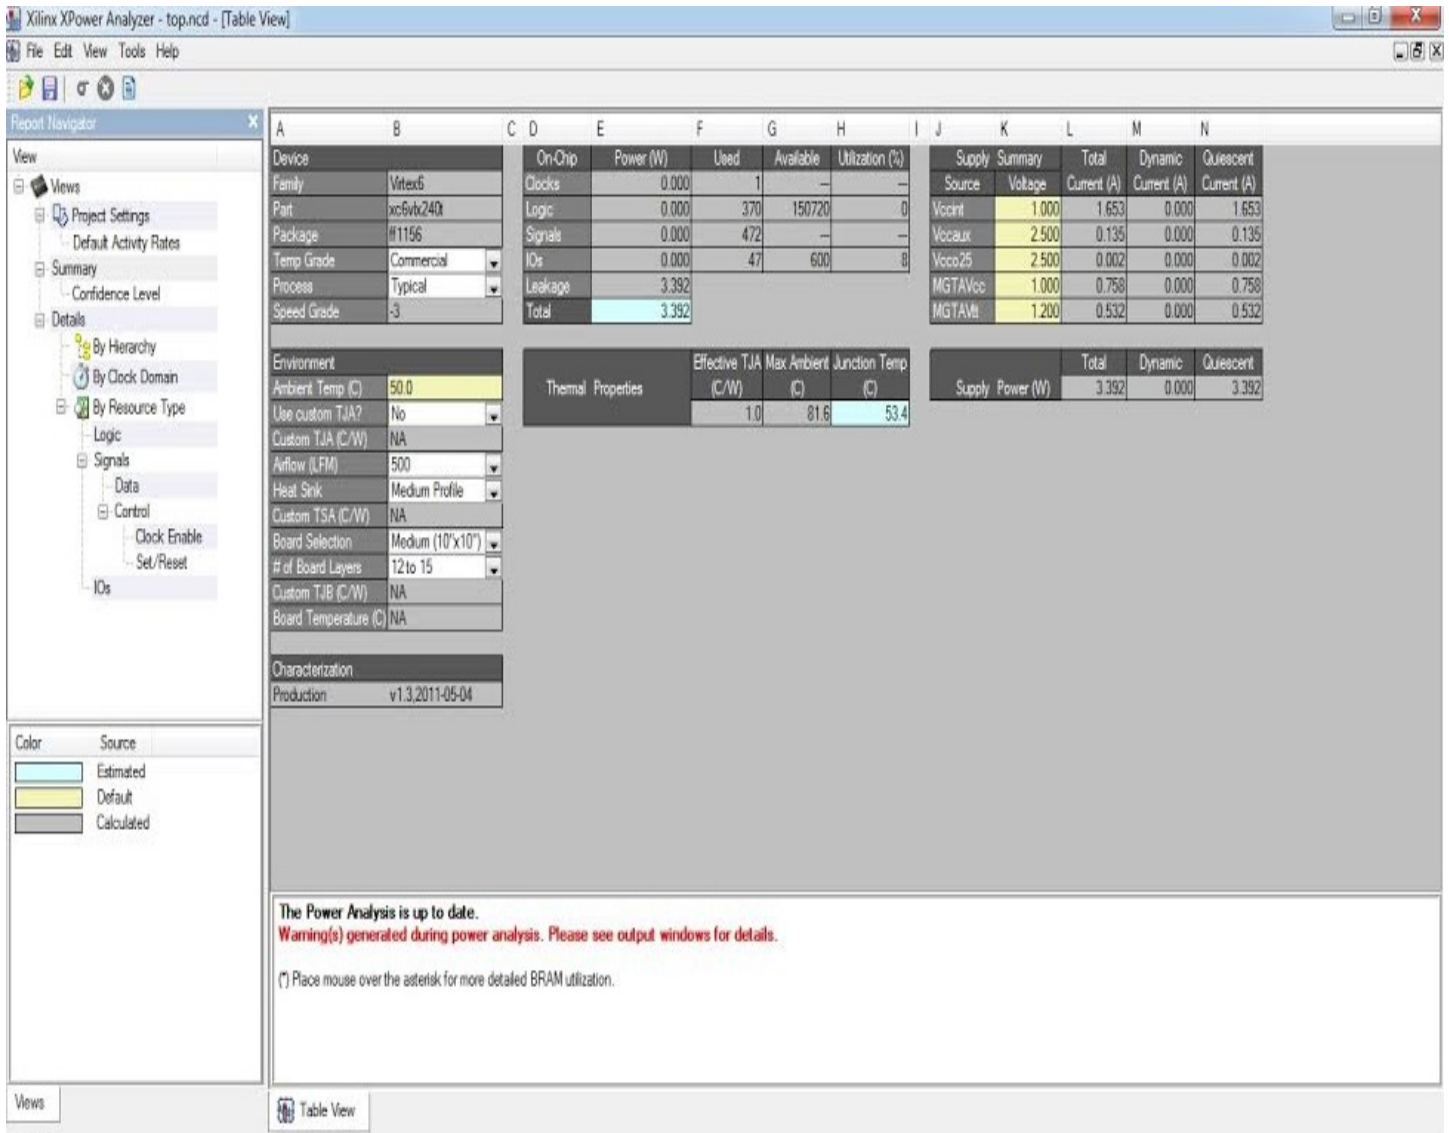 Xilinx XPower Analyzer - top.ncd - [Table View]
File Edit View Tools Help
Report Navigator
View
Views
Project Settings
Default Activity Rates
Summary
Confidence Level
Details
By Hierarchy
By Clock Domain
By Resource Type
Logic
Signals
Data
Control
Clock Enable
Set/Reset
IOs
Color Source
Estimated
Default
Calculated
Views
A B C D E F G H I J K L M N
Device
Family Virtex6
Part
Package ff1156
Temp Grade Commercial
Process Typical
Speed Grade -3
Environment
Ambient Temp (C) 50.0
Use custom TJA? No
Custom TJA (C/W) NA
Airflow (LFM) 500
Heat Sink Medium Profile
Custom TSA (C/W) NA
Board Selection Medium (10"x10")
# of Board Layers 12 to 15
Custom TJB (C/W) NA
Board Temperature (C) NA
Characterization
Production v1.3,2011-05-04
On-Chip Power (W) Used Available Utilization (%)
Clocks 0.000 1 -- --
Logic 0.000 370 150720 0
Signals 0.000 472 -- --
IOs 0.000 47 600 8
Leakage 3.392
Total 3.392
Effective TJA Max Ambient Junction Temp
Thermal Properties (C/W) (C) (C)
1.0 81.6 53.4
Supply Summary Total Dynamic Quiescent
Source Voltage Current (A) Current (A) Current (A)
Vccint 1.000 1.653 0.000 1.653
Vccaux 2.500 0.135 0.000 0.135
Vcco25 2.500 0.002 0.000 0.002
MGTAVcc 1.000 0.758 0.000 0.758
MGTAVtt 1.200 0.532 0.000 0.532
Total Dynamic Quiescent
Supply Power (W) 3.392 0.000 3.392
The Power Analysis is up to date.
Warning(s) generated during power analysis. Please see output windows for details.
(*) Place mouse over the asterisk for more detailed BRAM utilization.
Table View